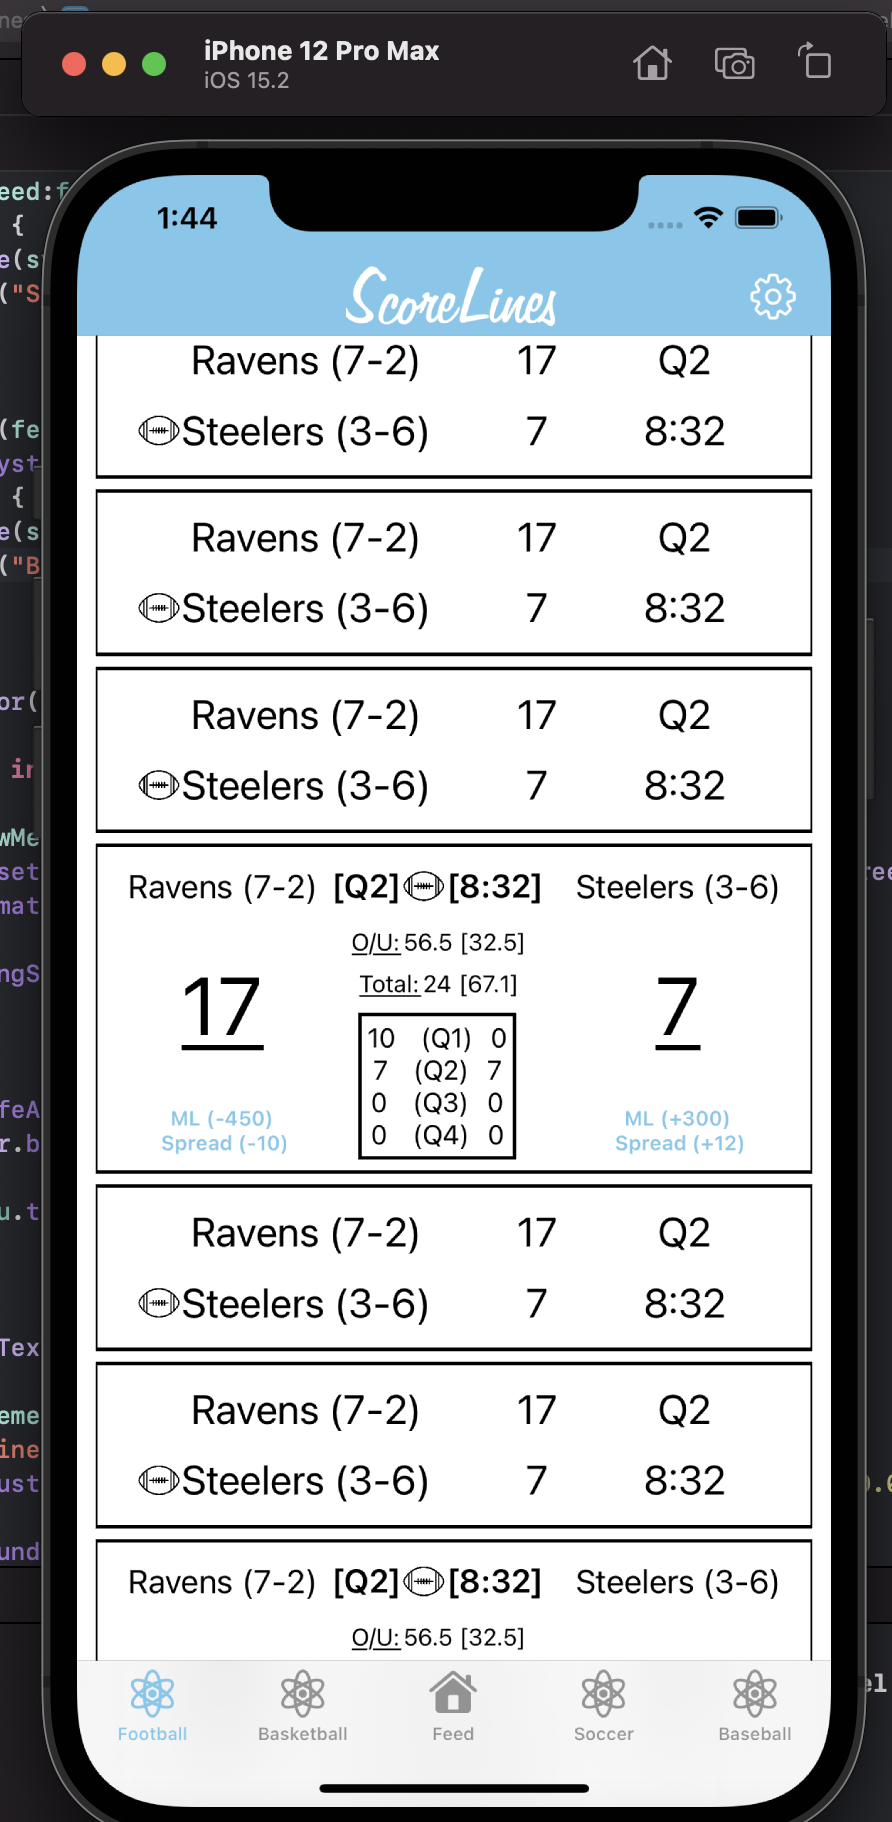 iPhone 12 Pro Max
iOS 15.2
1:44
ScoreLines
Ravens (7-2) 17 Q2
Steelers (3-6) 7 8:32
Ravens (7-2) 17 Q2
Steelers (3-6) 7 8:32
Ravens (7-2) 17 Q2
Steelers (3-6) 7 8:32
Ravens (7-2) [Q2] [8:32] Steelers (3-6)
O/U: 56.5 [32.5]
Total: 24 [67.1]
17 7
10 (Q1) 0
7 (Q2) 7
0 (Q3) 0
0 (Q4) 0
ML (-450) ML (+300)
Spread (-10) Spread (+12)
Ravens (7-2) 17 Q2
Steelers (3-6) 7 8:32
Ravens (7-2) 17 Q2
Steelers (3-6) 7 8:32
Ravens (7-2) [Q2] [8:32] Steelers (3-6)
O/U: 56.5 [32.5]
Football Basketball Feed Soccer Baseball